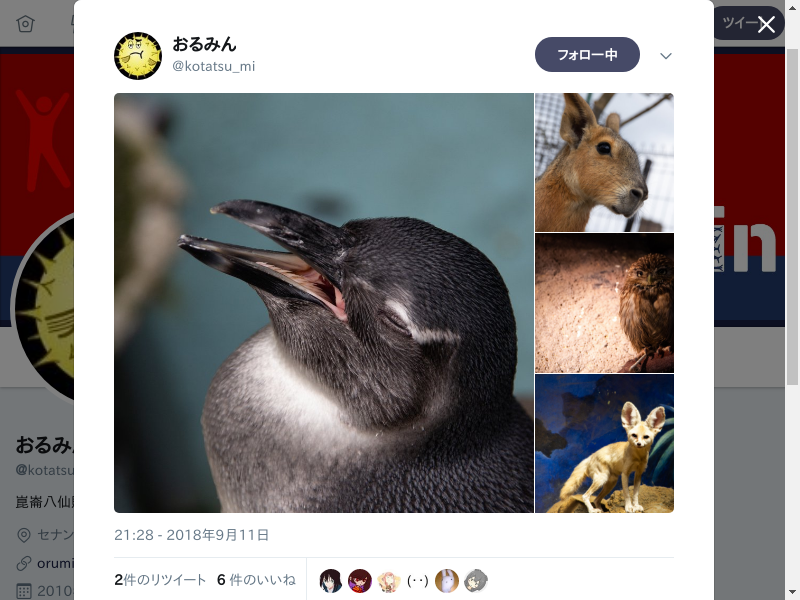 ツイー
おるみん
@kotatsu_mi
フォロー中
in
おるみ
@kotatsu
崑崙八仙
セナン
orumi
2010
21:28 - 2018年9月11日
2件のリツイート 6 件のいいね
(··)